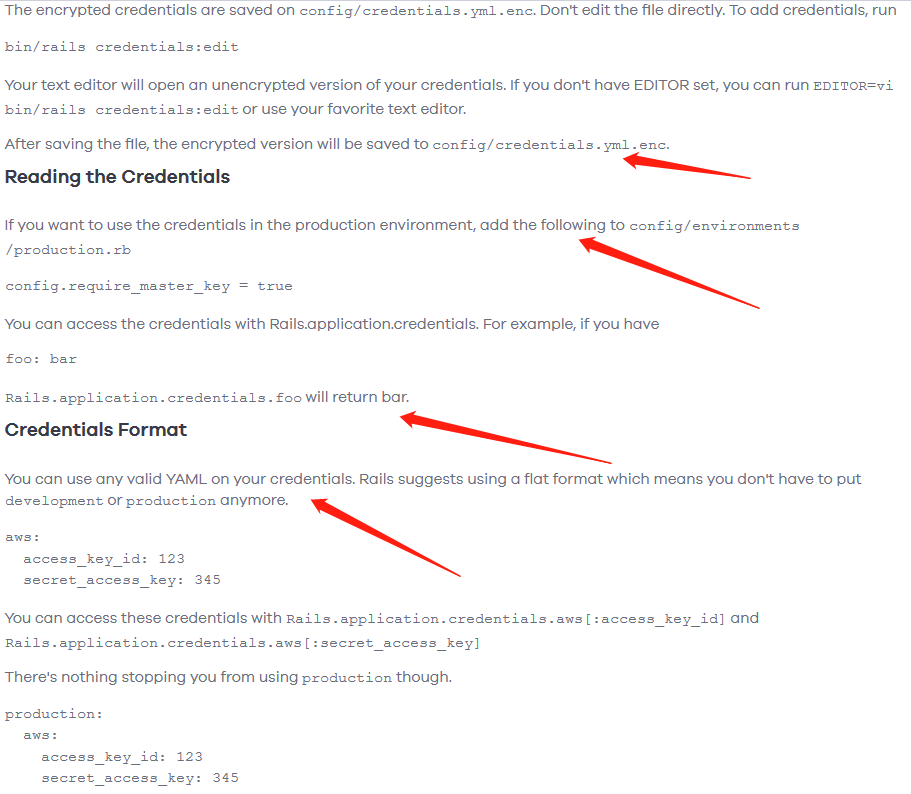 The encrypted credentials are saved on config/credentials.yml.enc. Don't edit the file directly. To add credentials, run
bin/rails credentials:edit
Your text editor will open an unencrypted version of your credentials. If you don't have EDITOR set, you can run EDITOR=vi
bin/rails credentials:edit or use your favorite text editor.
After saving the file, the encrypted version will be saved to config/credentials.yml.enc.
Reading the Credentials
If you want to use the credentials in the production environment, add the following to config/environments
/production.rb
config.require_master_key = true
You can access the credentials with Rails.application.credentials. For example, if you have
foo: bar
Rails.application.credentials.foo will return bar.
Credentials Format
You can use any valid YAML on your credentials. Rails suggests using a flat format which means you don't have to put
development or production anymore.
aws:
  access_key_id: 123
  secret_access_key: 345
You can access these credentials with Rails.application.credentials.aws[:access_key_id] and
Rails.application.credentials.aws[:secret_access_key]
There's nothing stopping you from using production though.
production:
  aws:
    access_key_id: 123
    secret_access_key: 345